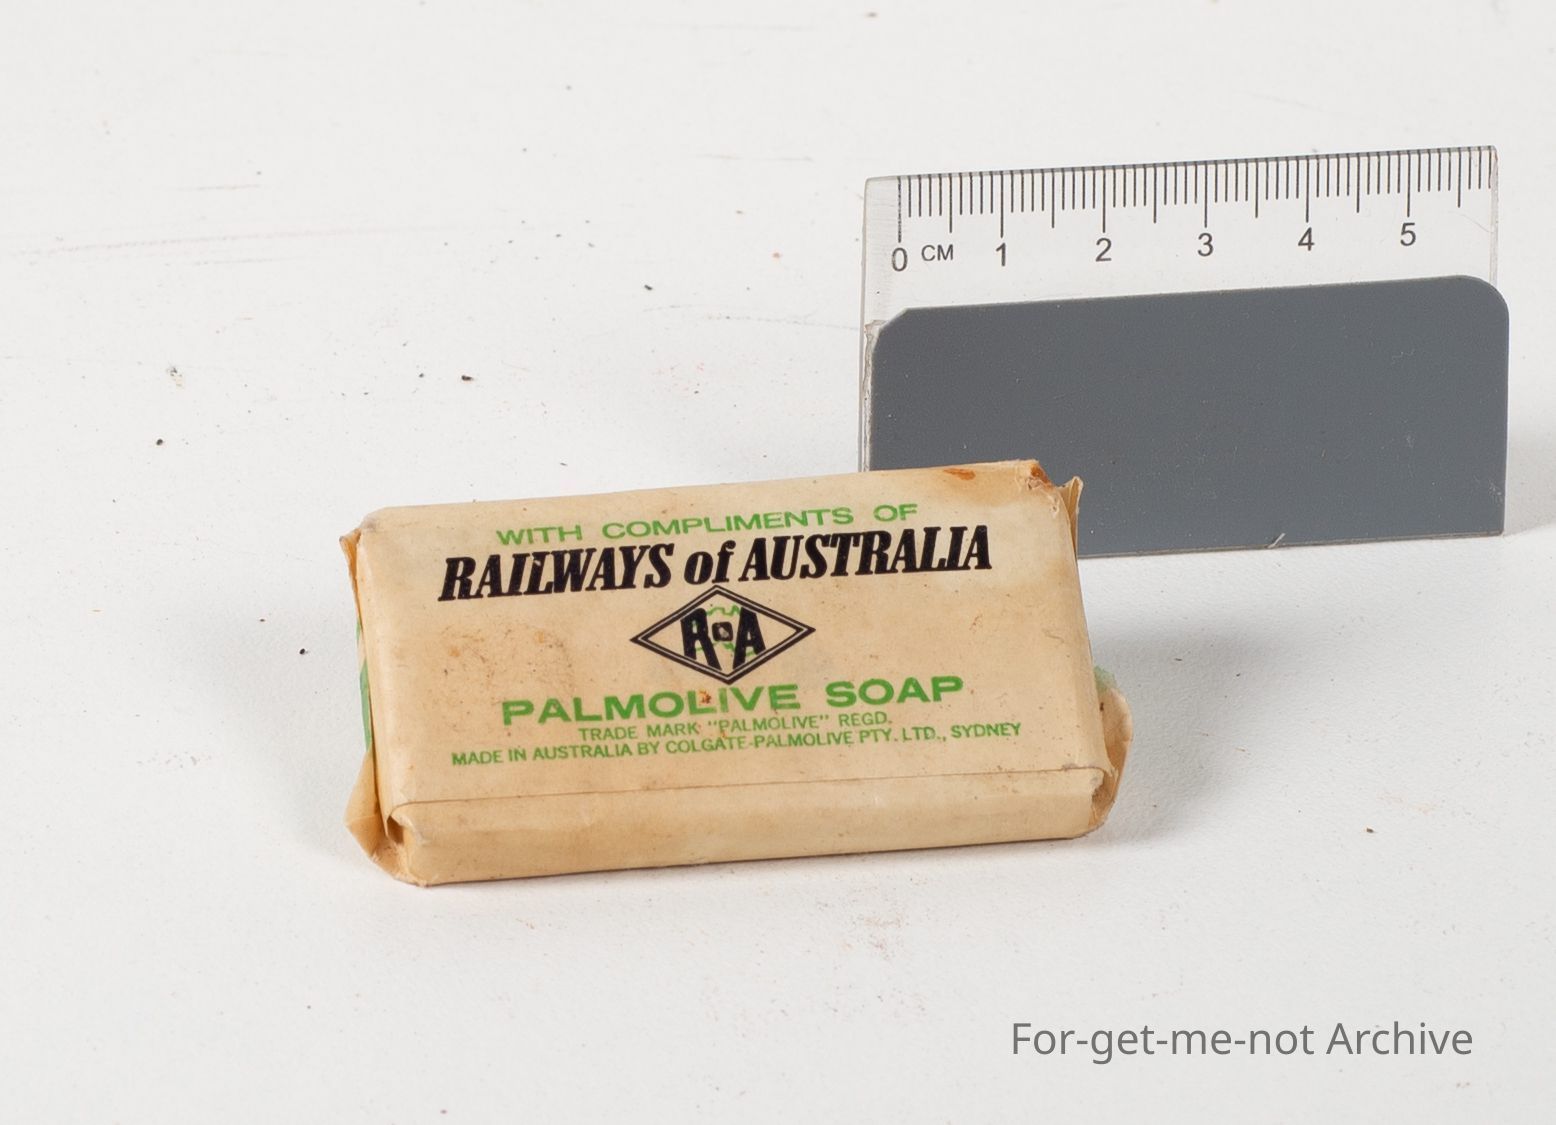 0 CM 1 2 3 4 5
WITH COMPLIMENTS OF
RAILWAYS of AUSTRALIA
R O A
PALMOLIVE SOAP
TRADE MARK "PALMOLIVE" REGD.
MADE IN AUSTRALIA BY COLGATE-PALMOLIVE PTY. LTD., SYDNEY
For-get-me-not Archive